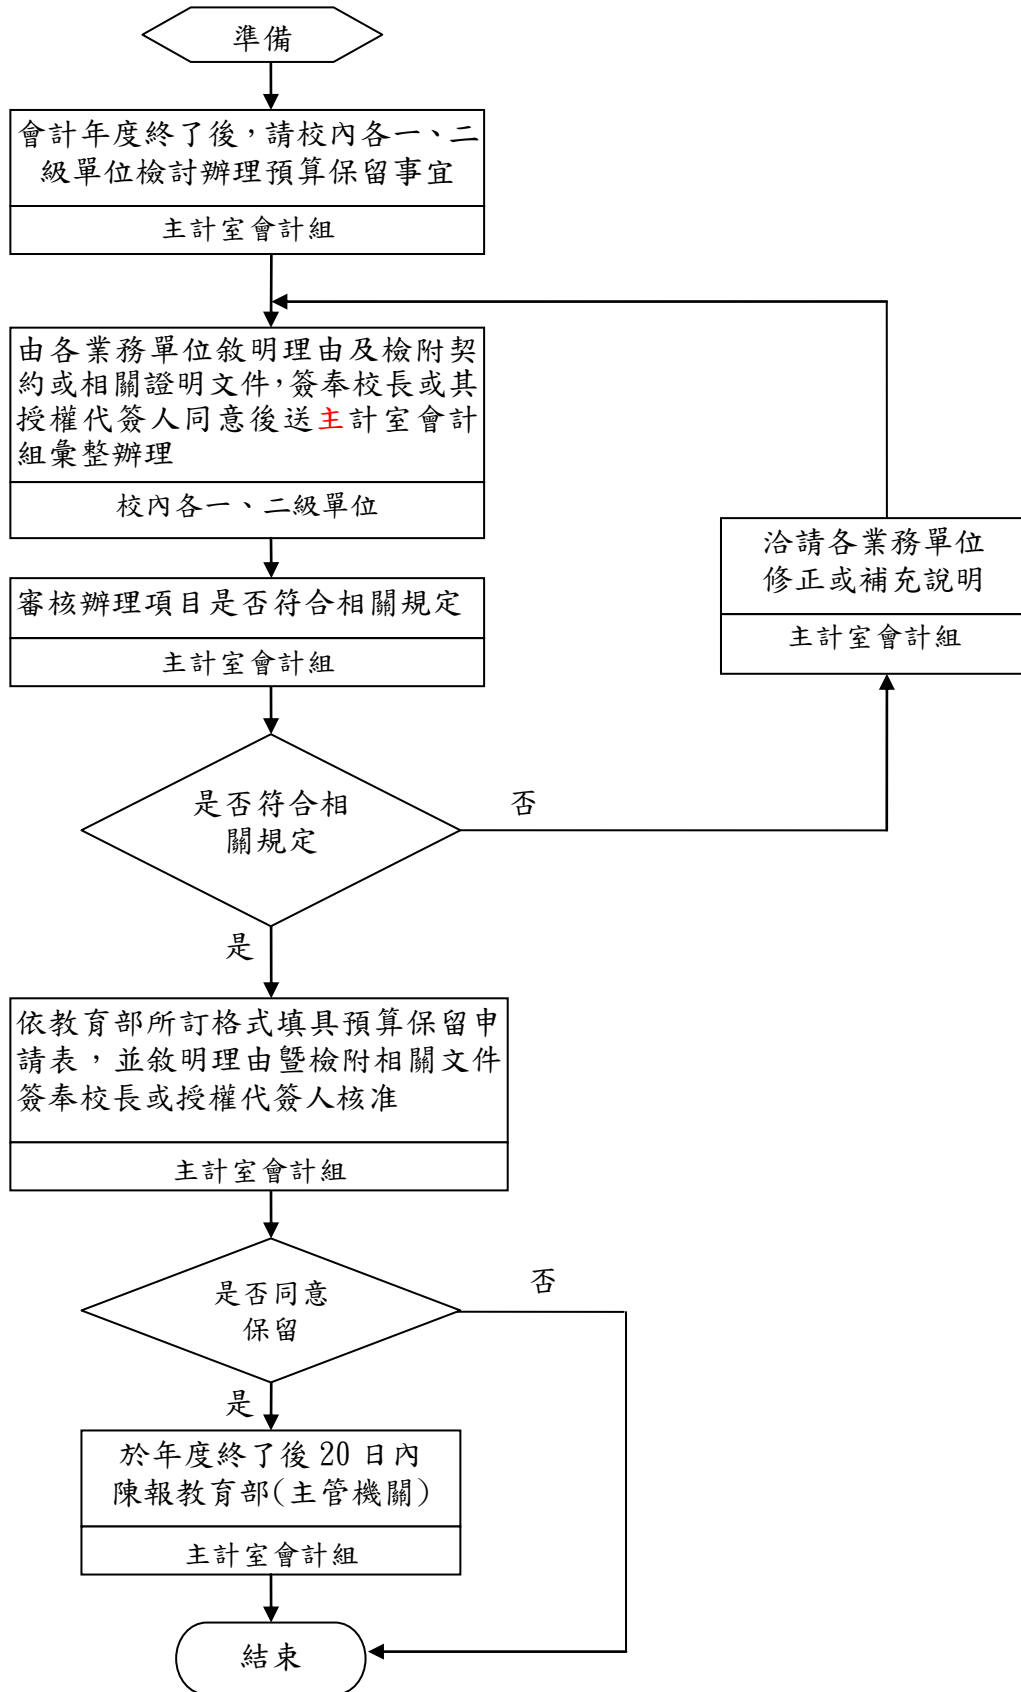 準備
會計年度終了後，請校內各一、二
級單位檢討辦理預算保留事宜
主計室會計組
由各業務單位敘明理由及檢附契
約或相關證明文件，簽奉校長或其
授權代簽人同意後送主計室會計
組彙整辦理
校內各一、二級單位
洽請各業務單位
修正或補充說明
主計室會計組
審核辦理項目是否符合相關規定
主計室會計組
是否符合相
關規定
否
是
依教育部所訂格式填具預算保留申
請表，並敘明理由暨檢附相關文件
簽奉校長或授權代簽人核准
主計室會計組
是否同意
保留
否
是
於年度終了後 20 日內
陳報教育部(主管機關)
主計室會計組
結束